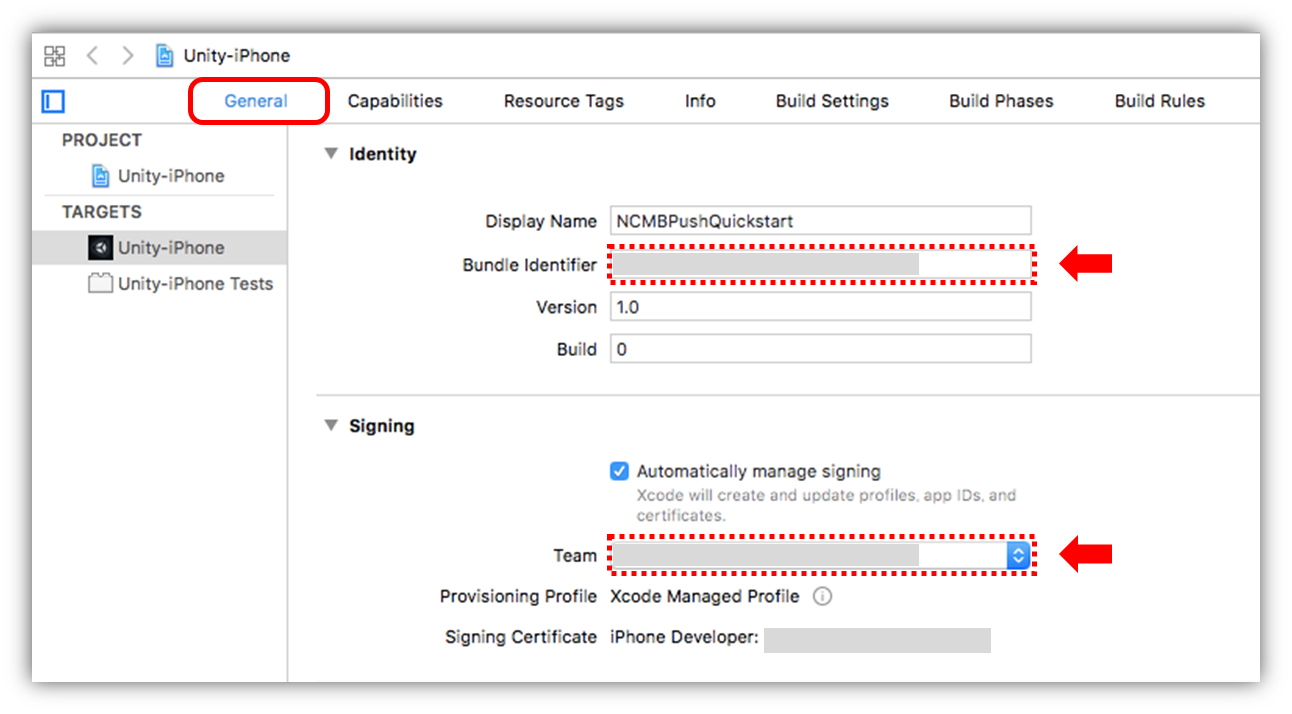 Unity-iPhone
General Capabilities Resource Tags Info Build Settings Build Phases Build Rules
PROJECT
Unity-iPhone
TARGETS
Unity-iPhone
Unity-iPhone Tests
Identity
Display Name NCMBPushQuickstart
Bundle Identifier
Version 1.0
Build 0
Signing
Automatically manage signing
Xcode will create and update profiles, app IDs, and
certificates.
Team
Provisioning Profile Xcode Managed Profile
Signing Certificate iPhone Developer: